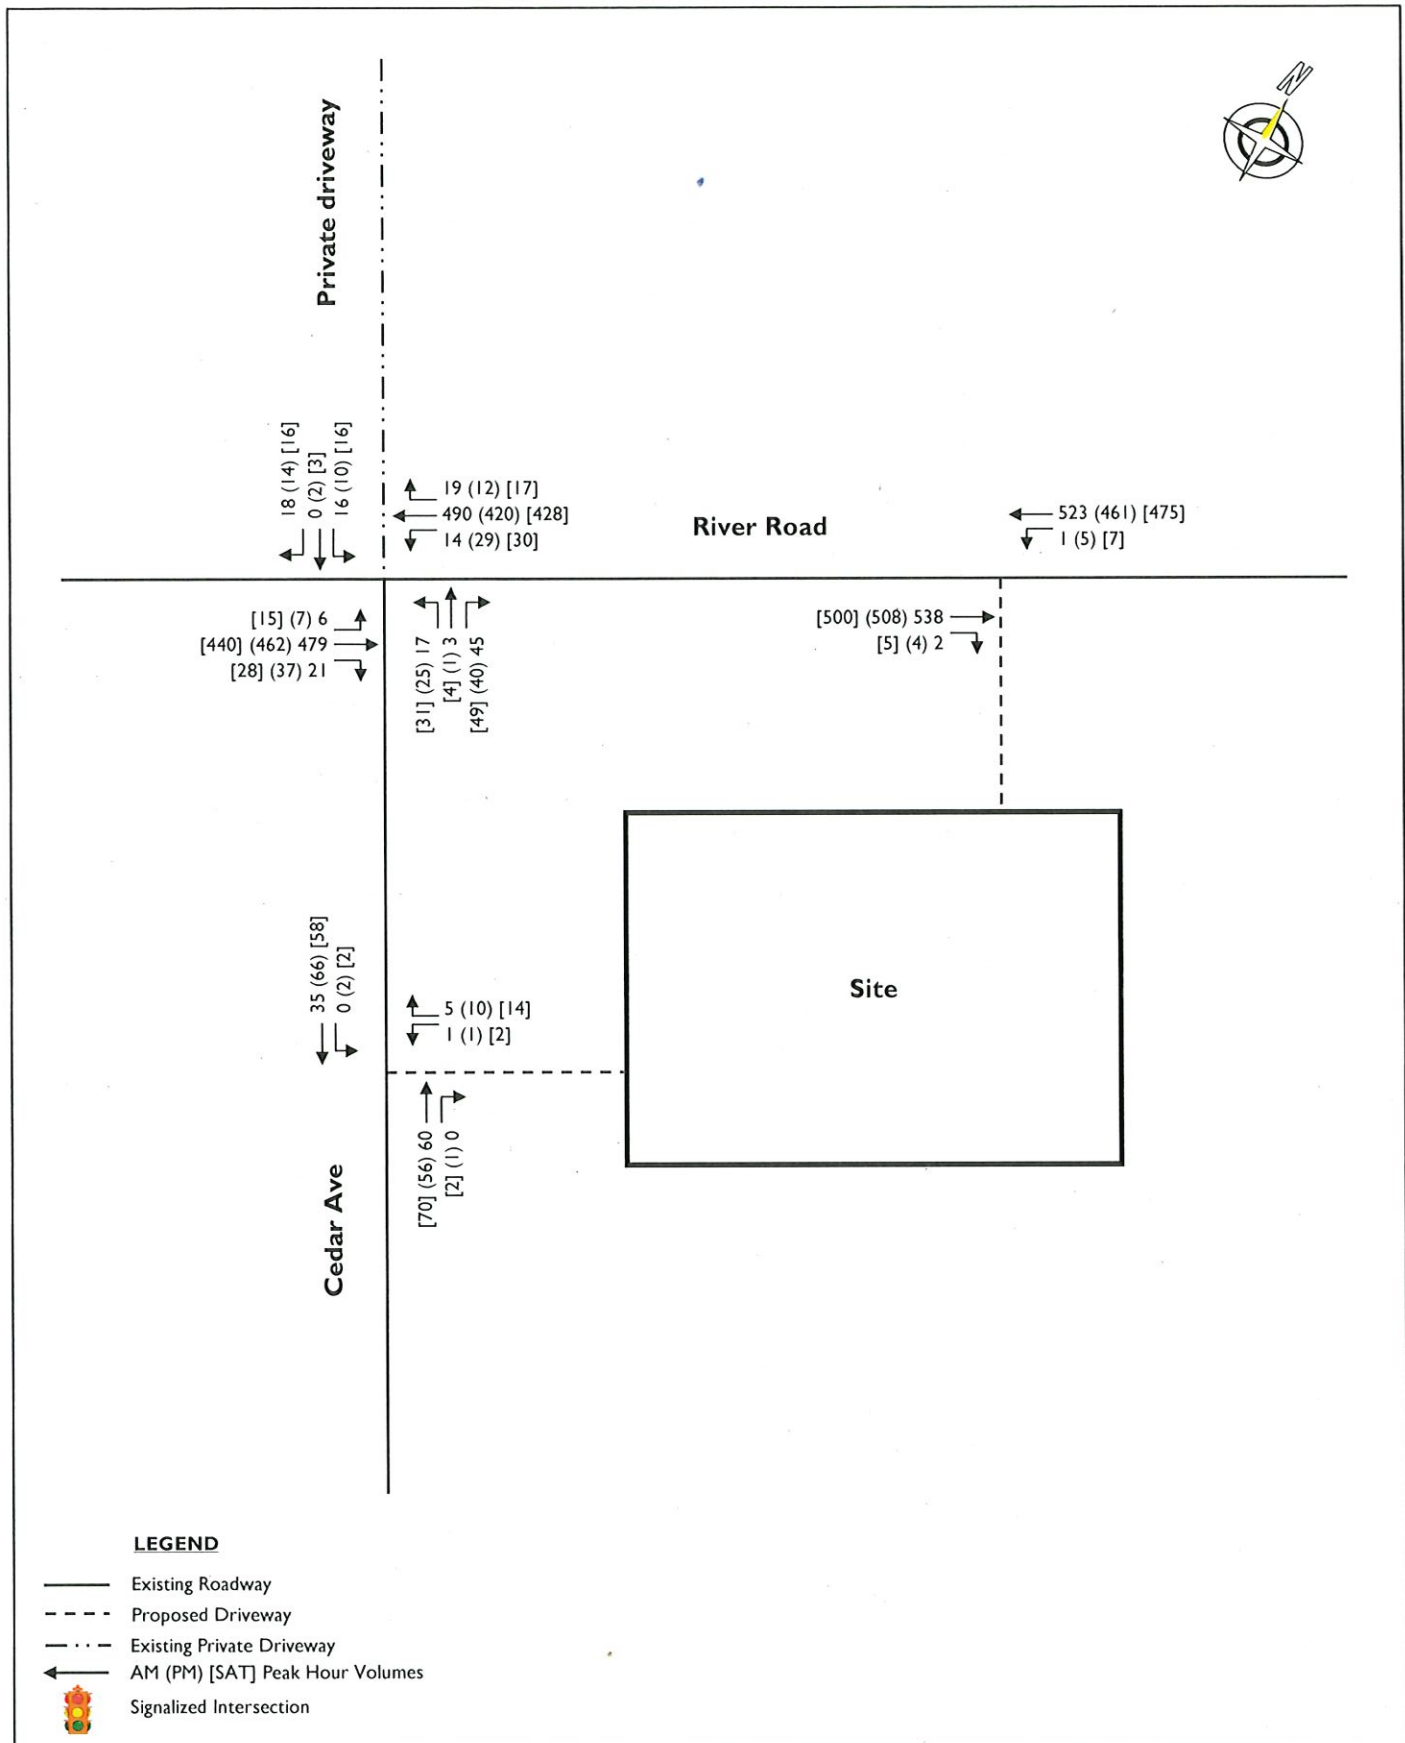 N
Private driveway
18 (14) [16]
0 (2) [3]
16 (10) [16]
19 (12) [17]
490 (420) [428]
14 (29) [30]
River Road
523 (461) [475]
1 (5) [7]
[15] (7) 6
[440] (462) 479
[28] (37) 21
[31] (25) 17
[4] (1) 3
[49] (40) 45
[500] (508) 538
[5] (4) 2
35 (66) [58]
0 (2) [2]
5 (10) [14]
1 (1) [2]
Site
[70] (56) 60
[2] (1) 0
Cedar Ave
LEGEND
Existing Roadway
Proposed Driveway
Existing Private Driveway
AM (PM) [SAT] Peak Hour Volumes
Signalized Intersection